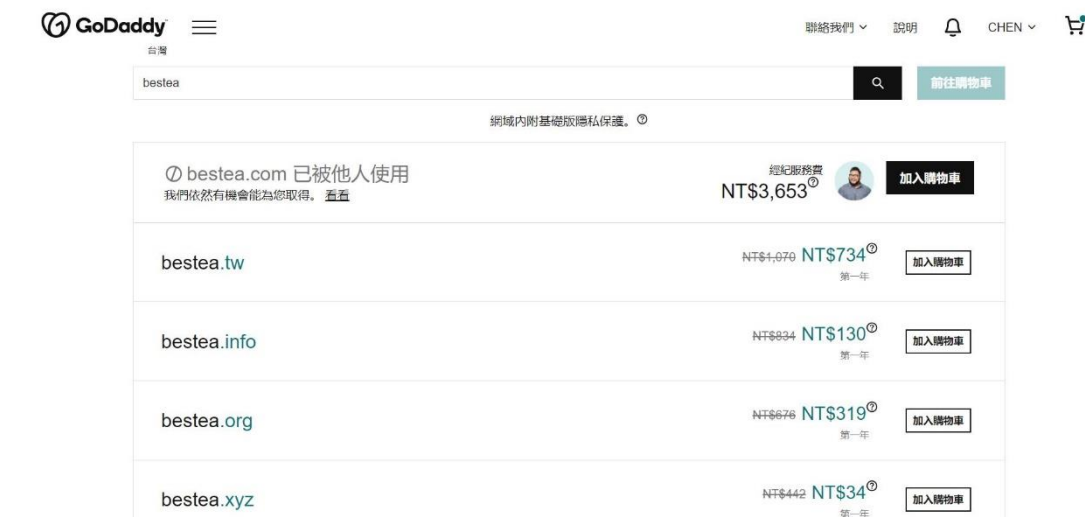 GoDaddy
台灣
聯絡我們
說明
CHEN
bestea
前往購物車
網域內附基礎版隱私保護。
bestea.com 已被他人使用
我們依然有機會能為您取得。 看看
經紀服務費
NT$3,653
加入購物車
bestea.tw
NT$1,070 NT$734
第一年
加入購物車
bestea.info
NT$834 NT$130
第一年
加入購物車
bestea.org
NT$676 NT$319
第一年
加入購物車
bestea.xyz
NT$442 NT$34
第一年
加入購物車